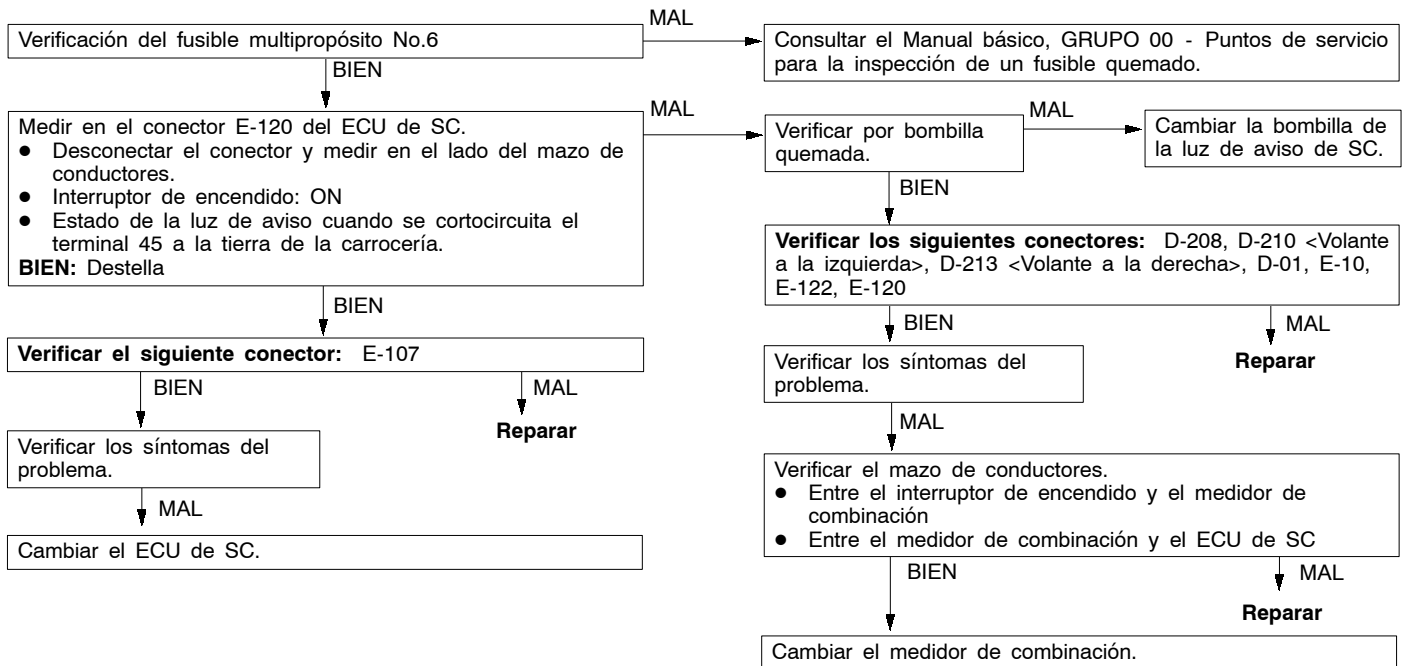 MAL
Verificación del fusible multipropósito No.6
Consultar el Manual básico, GRUPO 00 - Puntos de servicio
para la inspección de un fusible quemado.
BIEN
Medir en el conector E-120 del ECU de SC.
● Desconectar el conector y medir en el lado del mazo de
conductores.
● Interruptor de encendido: ON
● Estado de la luz de aviso cuando se cortocircuita el
terminal 45 a la tierra de la carrocería.
BIEN: Destella
MAL
Verificar por bombilla
quemada.
MAL
Cambiar la bombilla de
la luz de aviso de SC.
BIEN
Verificar los siguientes conectores: D-208, D-210 <Volante
a la izquierda>, D-213 <Volante a la derecha>, D-01, E-10,
E-122, E-120
BIEN
Verificar el siguiente conector: E-107
BIEN
MAL
Reparar
Verificar los síntomas del
problema.
MAL
Cambiar el ECU de SC.
BIEN
MAL
Reparar
Verificar los síntomas del
problema.
MAL
Verificar el mazo de conductores.
● Entre el interruptor de encendido y el medidor de
combinación
● Entre el medidor de combinación y el ECU de SC
BIEN
MAL
Reparar
Cambiar el medidor de combinación.